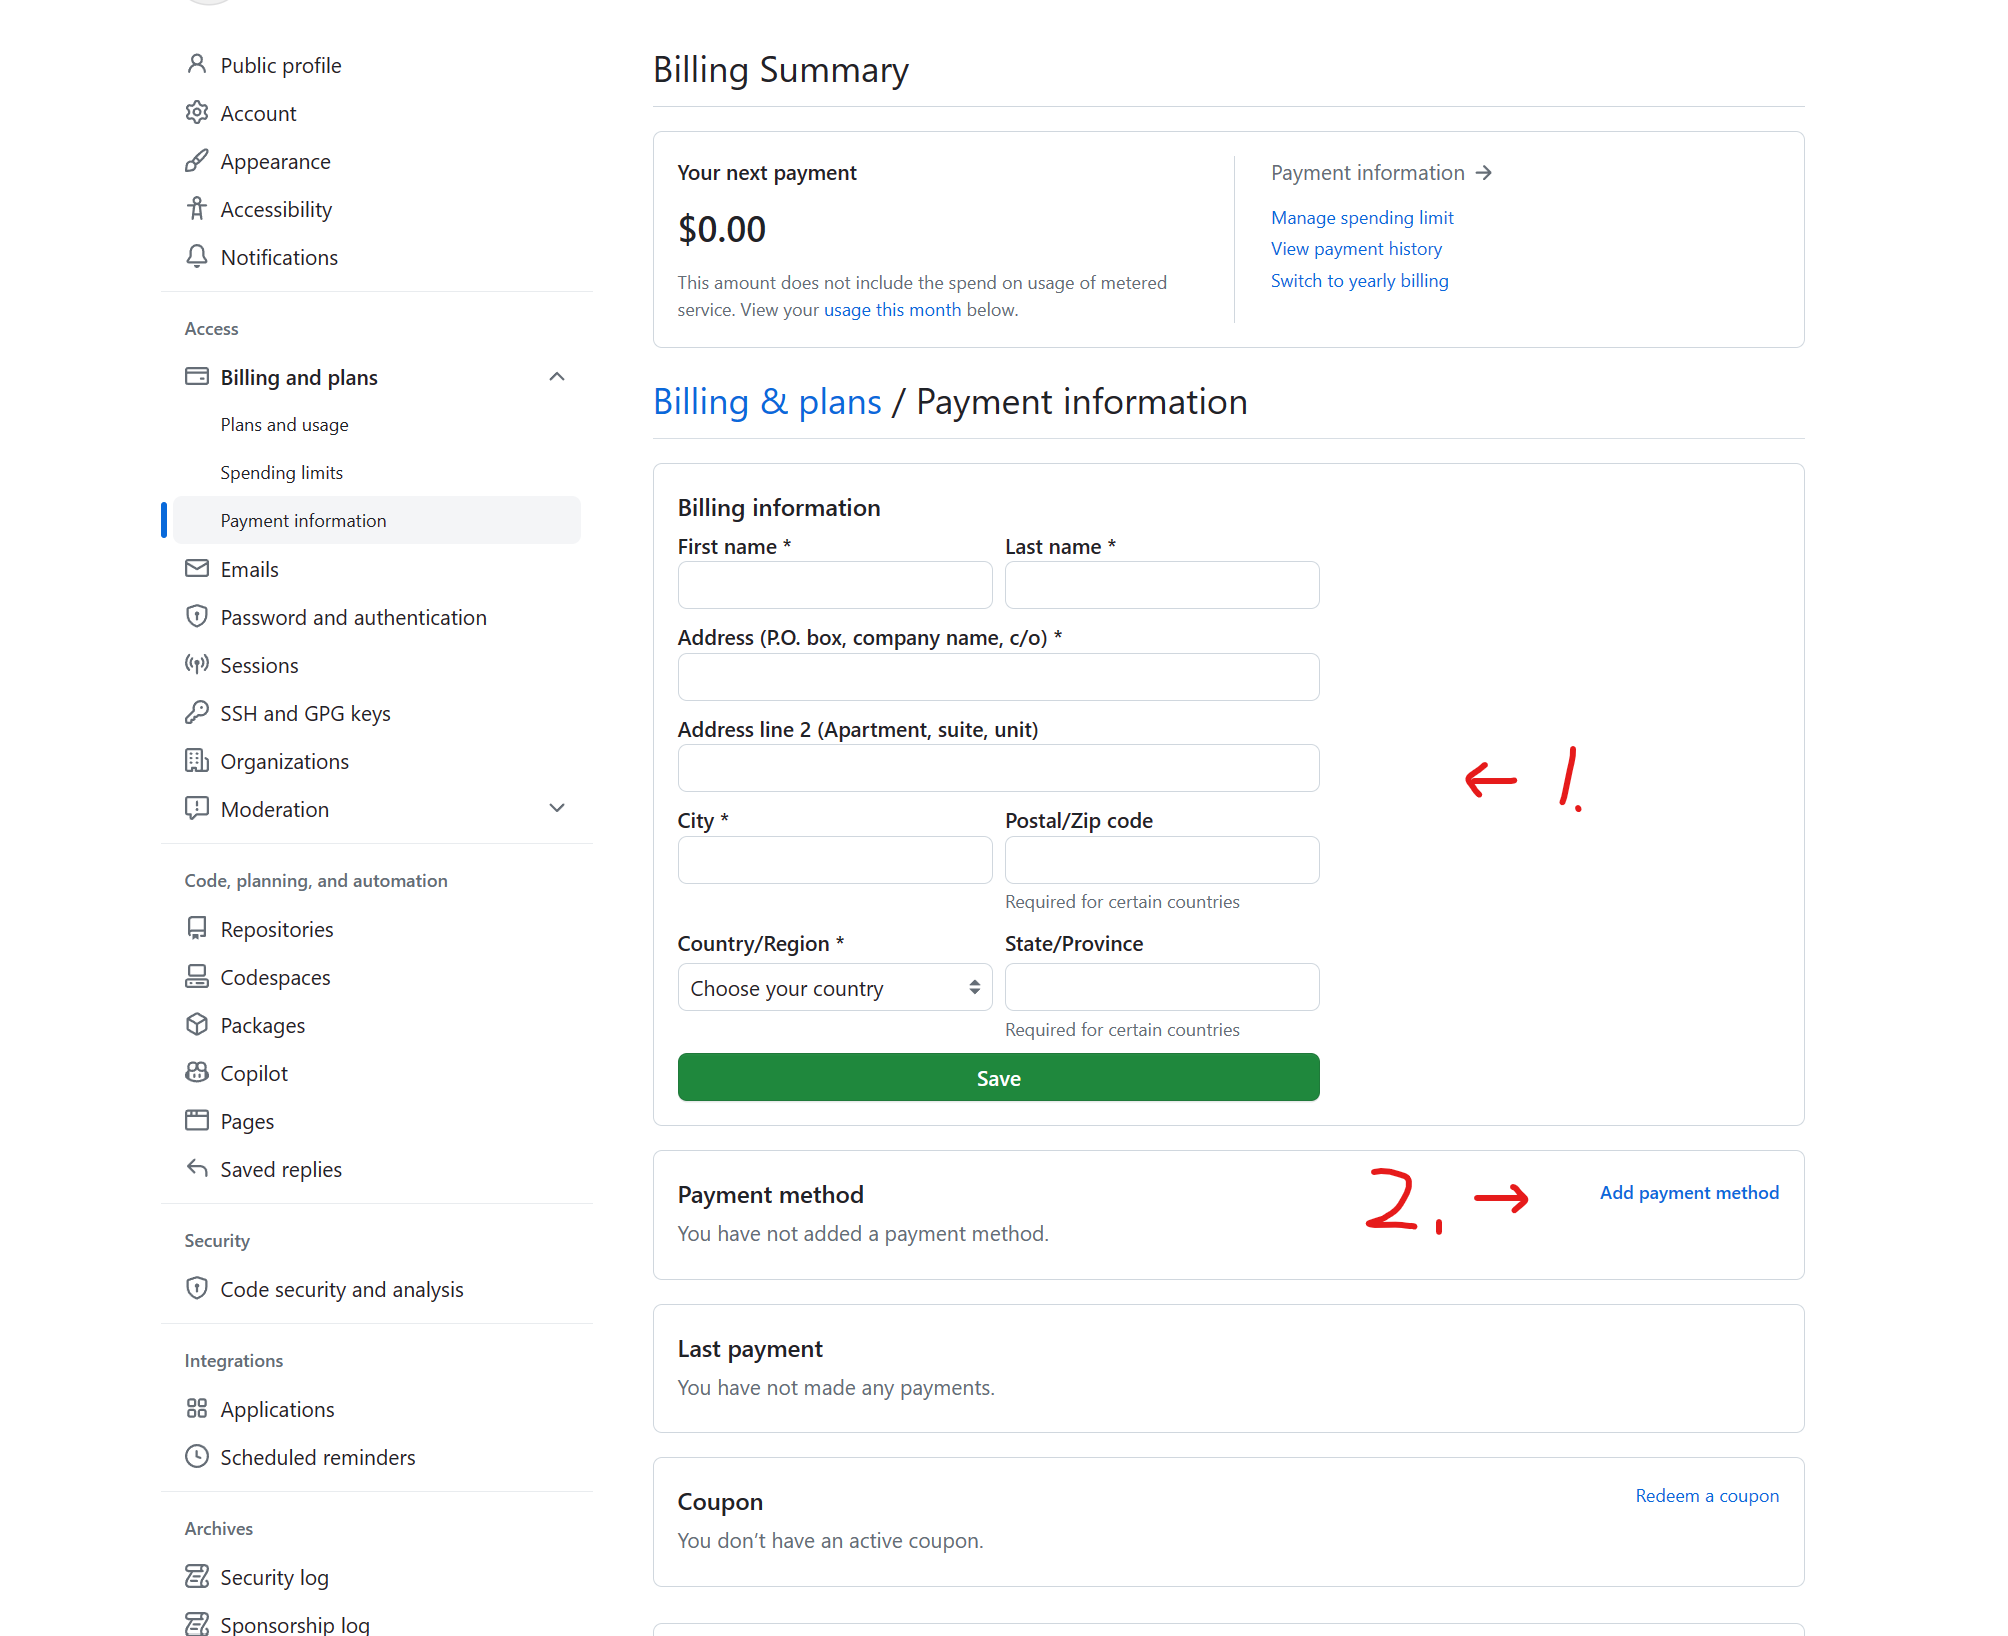 Public profile
Account
Appearance
Accessibility
Notifications
Access
Billing and plans
Plans and usage
Spending limits
Payment information
Emails
Password and authentication
Sessions
SSH and GPG keys
Organizations
Moderation
Code, planning, and automation
Repositories
Codespaces
Packages
Copilot
Pages
Saved replies
Security
Code security and analysis
Integrations
Applications
Scheduled reminders
Archives
Security log
Sponsorship log
Billing Summary
Your next payment
$0.00
This amount does not include the spend on usage of metered
service. View your usage this month below.
Payment information →
Manage spending limit
View payment history
Switch to yearly billing
Billing & plans / Payment information
Billing information
First name *
Last name *
Address (P.O. box, company name, c/o) *
Address line 2 (Apartment, suite, unit)
← 1.
City *
Postal/Zip code
Required for certain countries
Country/Region *
State/Province
Choose your country
Required for certain countries
Save
Payment method
2. →
Add payment method
You have not added a payment method.
Last payment
You have not made any payments.
Coupon
Redeem a coupon
You don’t have an active coupon.